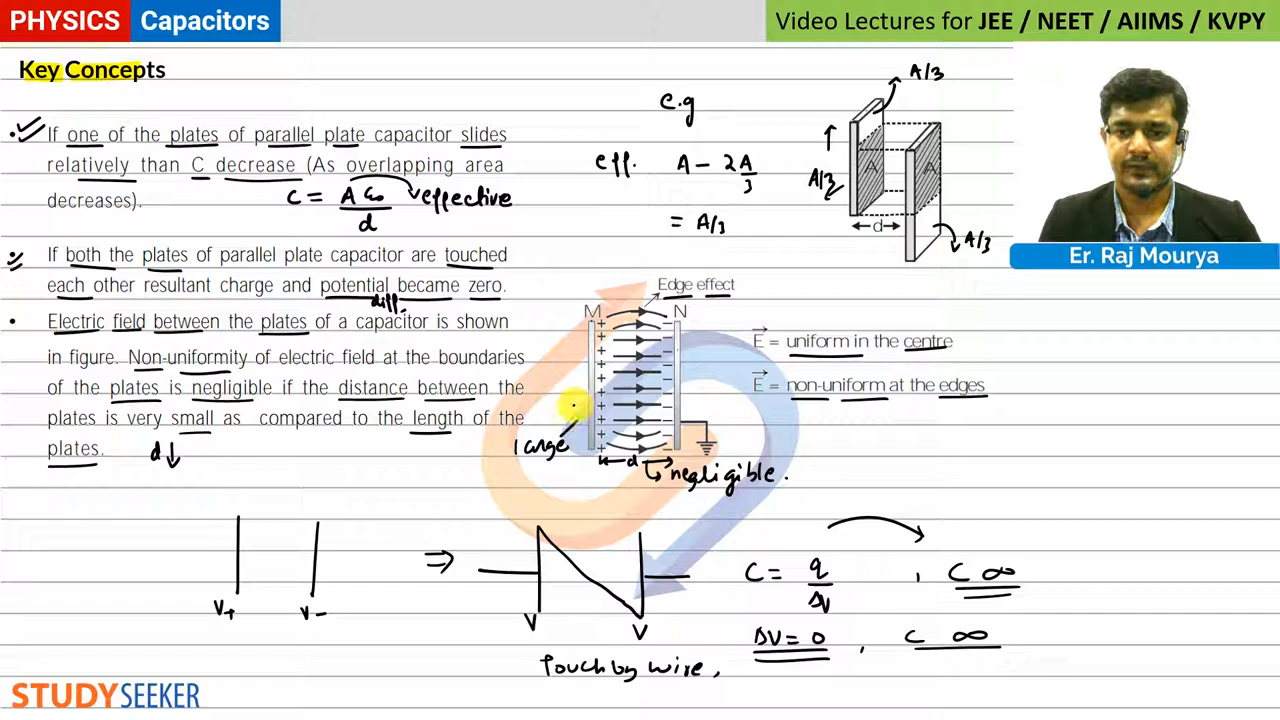 PHYSICS Capacitors
Video Lectures for JEE / NEET / AIIMS / KVPY
Key Concepts
• If one of the plates of parallel plate capacitor slides
relatively than C decrease (As overlapping area
decreases).
C = A ε₀ / d effective
e.g
eff. A - 2A/3
= A/3
A/3
A/3
A A
d
A/3
Er. Raj Mourya
• If both the plates of parallel plate capacitor are touched
each other resultant charge and potential became zero.
diff.
• Electric field between the plates of a capacitor is shown
in figure. Non-uniformity of electric field at the boundaries
of the plates is negligible if the distance between the
plates is very small as compared to the length of the
plates.
d↓
Edge effect
M N
large
d
negligible.
E = uniform in the centre
E = non-uniform at the edges
V+ V-
⇒
V V
Touch by wire,
C = q/ΔV , C ∞
ΔV = 0 , C ∞
STUDYSEEKER